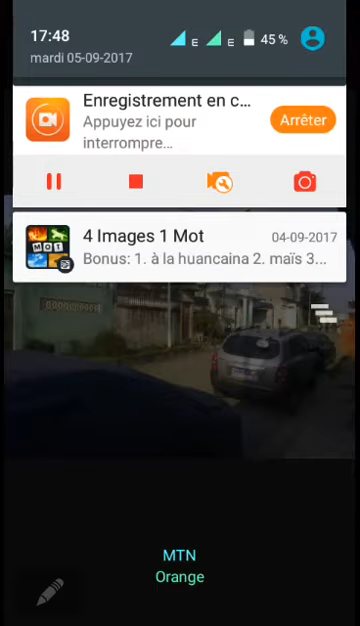 17:48
E
E
45 %
mardi 05-09-2017
Enregistrement en c...
Appuyez ici pour
interrompre...
Arrêter
4 Images 1 Mot
04-09-2017
MOT
Bonus: 1. à la huancaina 2. maïs 3...
MTN
Orange